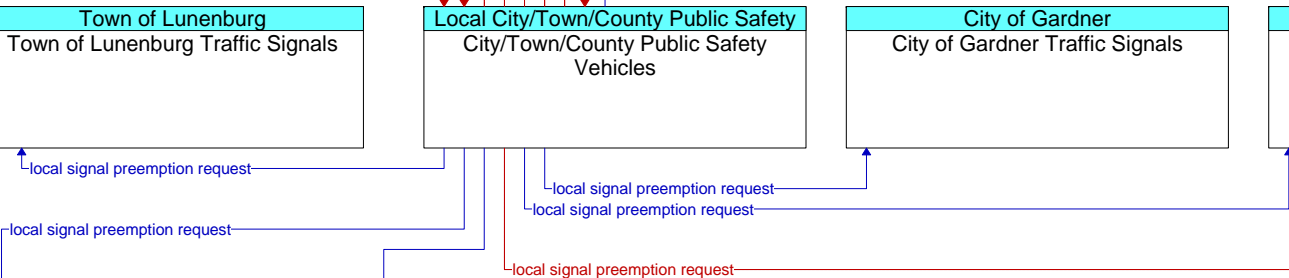 Town of Lunenburg
Town of Lunenburg Traffic Signals
Local City/Town/County Public Safety
City/Town/County Public Safety
Vehicles
City of Gardner
City of Gardner Traffic Signals
local signal preemption request
local signal preemption request
local signal preemption request
local signal preemption request
local signal preemption request